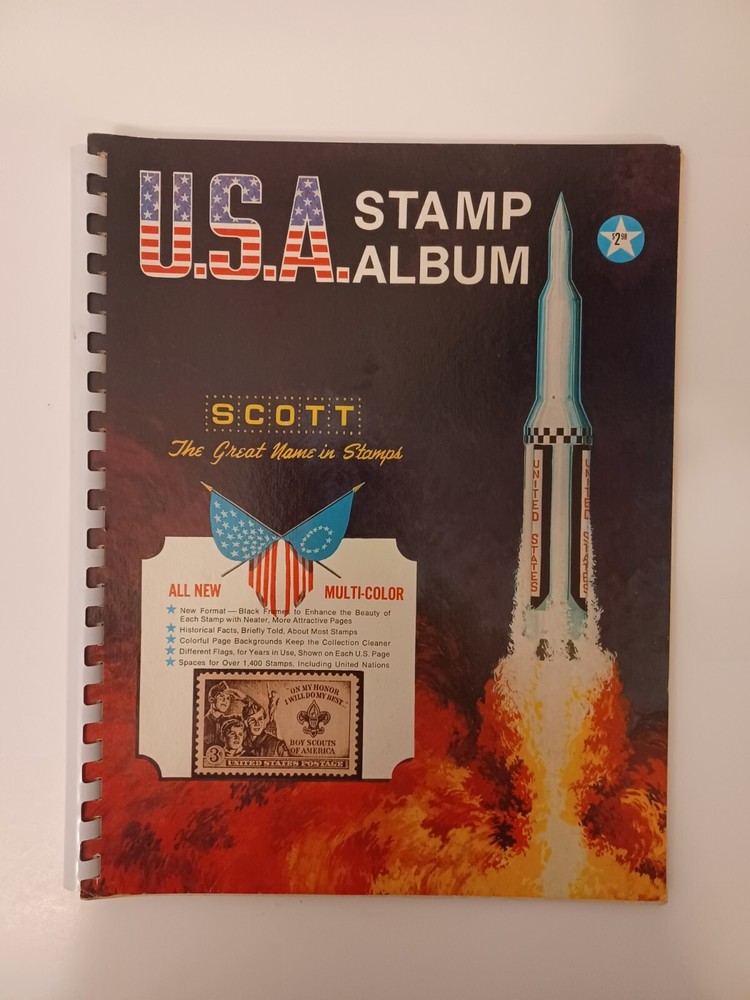 U.S.A. STAMP
ALBUM
$2.98
SCOTT
The Great Name in Stamps
ALL NEW MULTI-COLOR
New Format — Black Frames to Enhance the Beauty of
Each Stamp with Neater, More Attractive Pages
Historical Facts, Briefly Told, About Most Stamps
Colorful Page Backgrounds Keep the Collection Cleaner
Different Flags, for Years in Use, Shown on Each U.S. Page
Spaces for Over 1,400 Stamps, Including United Nations
"ON MY HONOR
I WILL DO MY BEST..."
BOY SCOUTS
OF AMERICA
3¢
UNITED STATES POSTAGE
UNITED STATES
UNITED STATES